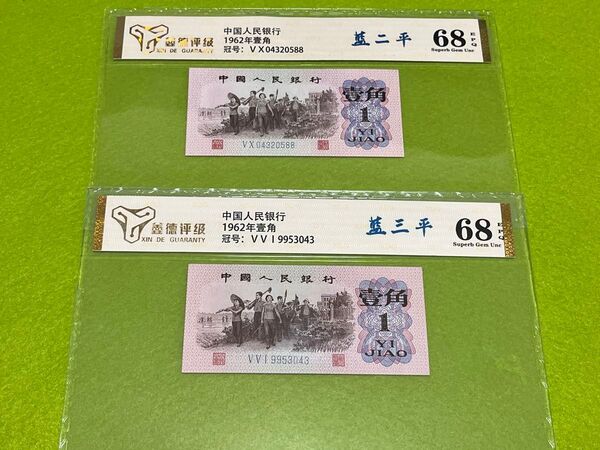 鑫德评级
XIN DE GUARANTY
中国人民银行
1962年壹角
冠号：VX04320588
蓝二平
68
EPQ
Superb Gem Unc
中國人民銀行
壹角
1
YI
JIAO
VX04320588
鑫德评级
XIN DE GUARANTY
中国人民银行
1962年壹角
冠号：VVI9953043
蓝三平
68
EPQ
Superb Gem Unc
中國人民銀行
壹角
1
YI
JIAO
VVI9953043